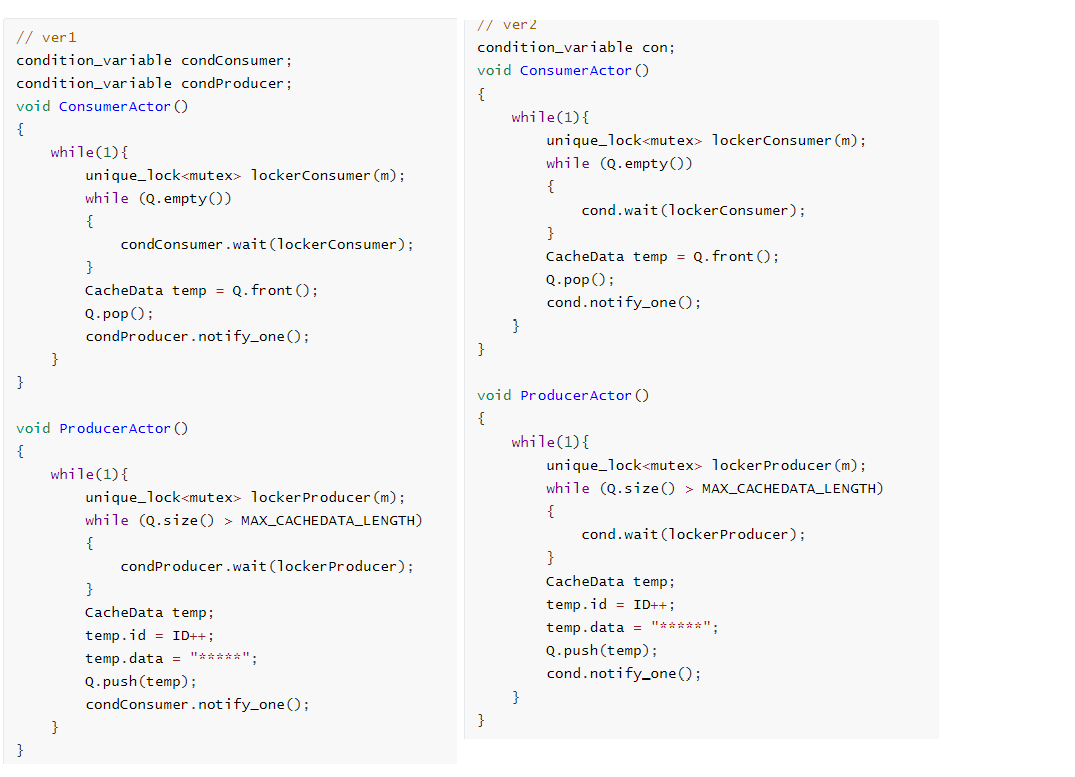 // ver1
condition_variable condConsumer;
condition_variable condProducer;
void ConsumerActor()
{
    while(1){
        unique_lock<mutex> lockerConsumer(m);
        while (Q.empty())
        {
            condConsumer.wait(lockerConsumer);
        }
        CacheData temp = Q.front();
        Q.pop();
        condProducer.notify_one();
    }
}

void ProducerActor()
{
    while(1){
        unique_lock<mutex> lockerProducer(m);
        while (Q.size() > MAX_CACHEDATA_LENGTH)
        {
            condProducer.wait(lockerProducer);
        }
        CacheData temp;
        temp.id = ID++;
        temp.data = "*****";
        Q.push(temp);
        condConsumer.notify_one();
    }
}
// ver2
condition_variable con;
void ConsumerActor()
{
    while(1){
        unique_lock<mutex> lockerConsumer(m);
        while (Q.empty())
        {
            cond.wait(lockerConsumer);
        }
        CacheData temp = Q.front();
        Q.pop();
        cond.notify_one();
    }
}

void ProducerActor()
{
    while(1){
        unique_lock<mutex> lockerProducer(m);
        while (Q.size() > MAX_CACHEDATA_LENGTH)
        {
            cond.wait(lockerProducer);
        }
        CacheData temp;
        temp.id = ID++;
        temp.data = "*****";
        Q.push(temp);
        cond.notify_one();
    }
}